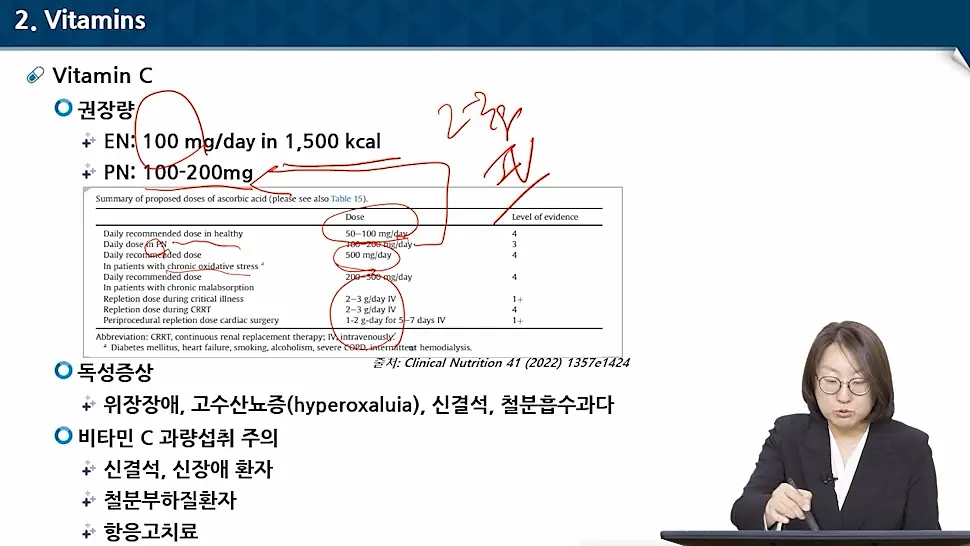 2. Vitamins
Vitamin C
권장량
EN: 100 mg/day in 1,500 kcal
PN: 100-200mg
2-3g
IV
Summary of proposed doses of ascorbic acid (please see also Table 15).
Dose Level of evidence
Daily recommended dose in healthy 50–100 mg/day 4
Daily dose in PN 100–200 mg/day 3
Daily recommended dose 500 mg/day 4
In patients with chronic oxidative stress a
Daily recommended dose 200–500 mg/day 4
In patients with chronic malabsorption
Repletion dose during critical illness 2–3 g/day IV 1+
Repletion dose during CRRT 2–3 g/day IV 4
Periprocedural repletion dose cardiac surgery 1-2 g-day for 5–7 days IV 1+
Abbreviation: CRRT, continuous renal replacement therapy; IV, intravenously.
a Diabetes mellitus, heart failure, smoking, alcoholism, severe COPD, intermittent hemodialysis.
출처: Clinical Nutrition 41 (2022) 1357e1424
독성증상
위장장애, 고수산뇨증(hyperoxaluia), 신결석, 철분흡수과다
비타민 C 과량섭취 주의
신결석, 신장애 환자
철분부하질환자
항응고치료